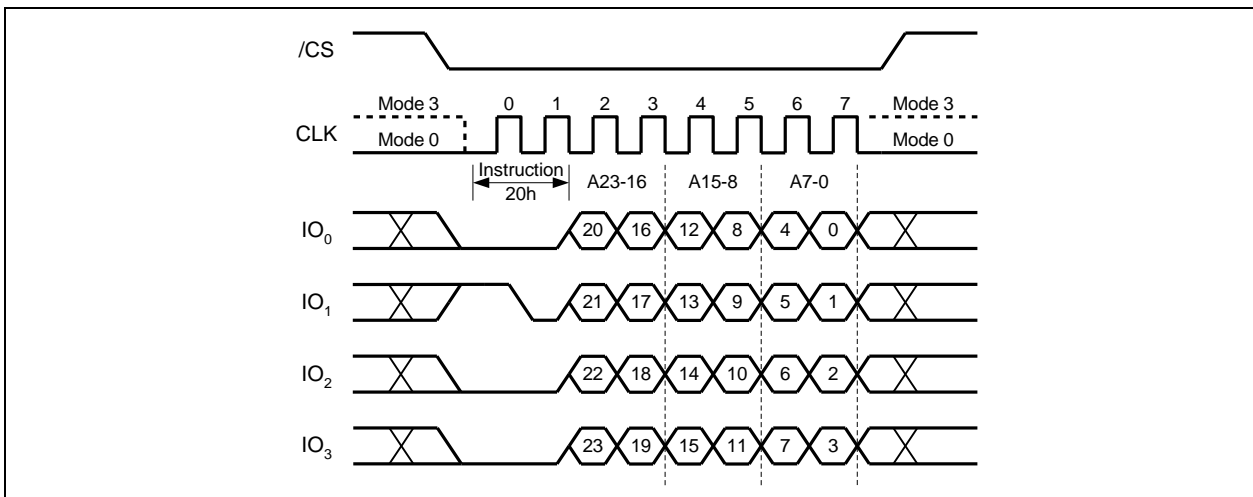 /CS
Mode 3 0 1 2 3 4 5 6 7 Mode 3
CLK
Mode 0 Mode 0
Instruction
20h
A23-16 A15-8 A7-0
IO0 20 16 12 8 4 0
IO1 21 17 13 9 5 1
IO2 22 18 14 10 6 2
IO3 23 19 15 11 7 3